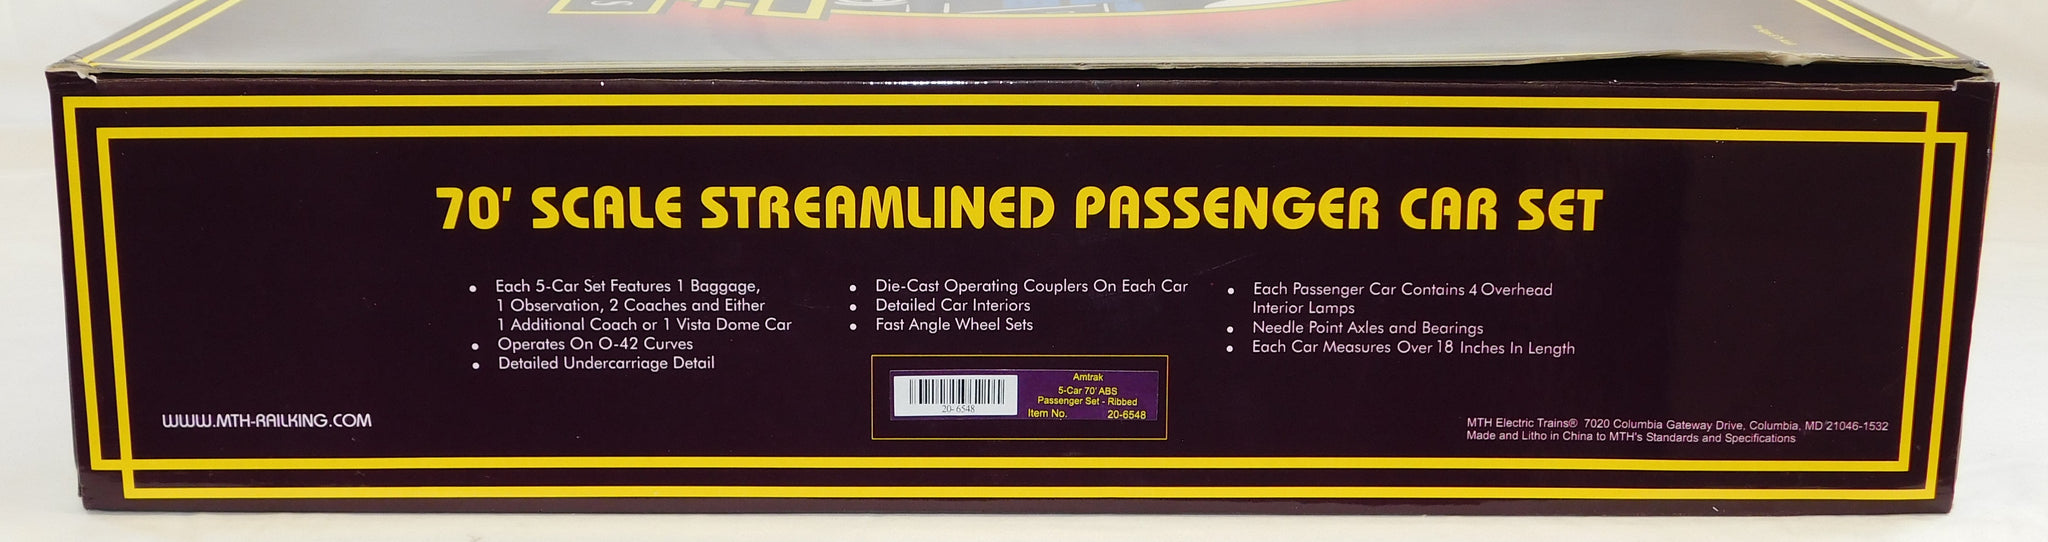 70' SCALE STREAMLINED PASSENGER CAR SET
• Each 5-Car Set Features 1 Baggage,
1 Observation, 2 Coaches and Either
1 Additional Coach or 1 Vista Dome Car
• Operates On O-42 Curves
• Detailed Undercarriage Detail
• Die-Cast Operating Couplers On Each Car
• Detailed Car Interiors
• Fast Angle Wheel Sets
• Each Passenger Car Contains 4 Overhead
Interior Lamps
• Needle Point Axles and Bearings
• Each Car Measures Over 18 Inches In Length
20-6548
Amtrak
5-Car 70' ABS
Passenger Set - Ribbed
Item No. 20-6548
WWW.MTH-RAILKING.COM
MTH Electric Trains® 7020 Columbia Gateway Drive, Columbia, MD 21046-1532
Made and Litho in China to MTH's Standards and Specifications